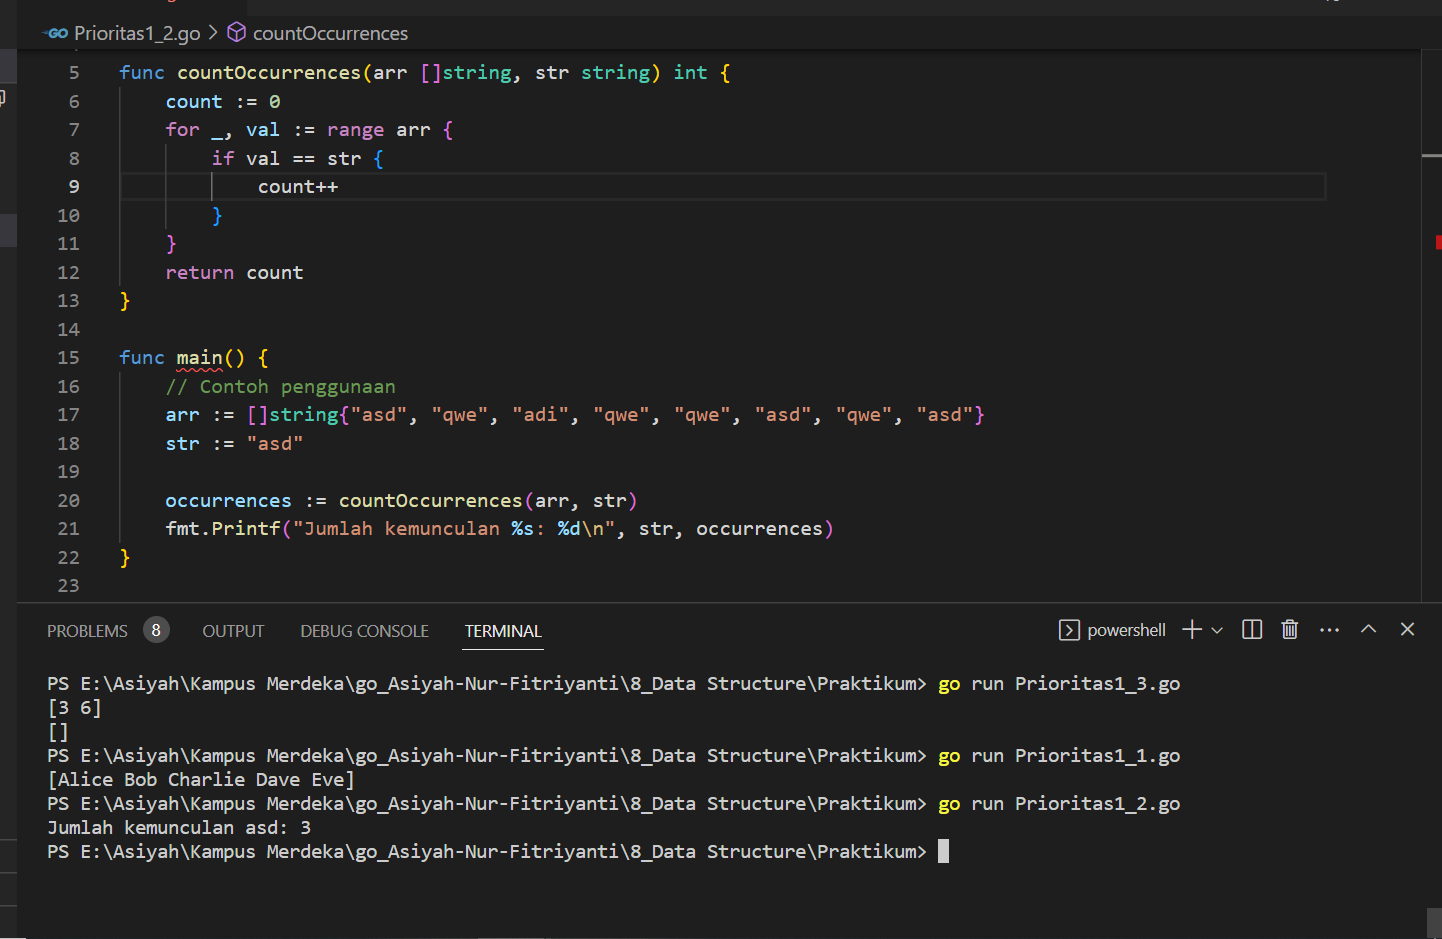 GO Prioritas1_2.go > countOccurrences
5 func countOccurrences(arr []string, str string) int {
6 count := 0
7 for _, val := range arr {
8 if val == str {
9 count++
10 }
11 }
12 return count
13 }
14
15 func main() {
16 // Contoh penggunaan
17 arr := []string{"asd", "qwe", "adi", "qwe", "qwe", "asd", "qwe", "asd"}
18 str := "asd"
19
20 occurrences := countOccurrences(arr, str)
21 fmt.Printf("Jumlah kemunculan %s: %d\n", str, occurrences)
22 }
23
PROBLEMS 8 OUTPUT DEBUG CONSOLE TERMINAL powershell
PS E:\Asiyah\Kampus Merdeka\go_Asiyah-Nur-Fitriyanti\8_Data Structure\Praktikum> go run Prioritas1_3.go
[3 6]
[]
PS E:\Asiyah\Kampus Merdeka\go_Asiyah-Nur-Fitriyanti\8_Data Structure\Praktikum> go run Prioritas1_1.go
[Alice Bob Charlie Dave Eve]
PS E:\Asiyah\Kampus Merdeka\go_Asiyah-Nur-Fitriyanti\8_Data Structure\Praktikum> go run Prioritas1_2.go
Jumlah kemunculan asd: 3
PS E:\Asiyah\Kampus Merdeka\go_Asiyah-Nur-Fitriyanti\8_Data Structure\Praktikum>